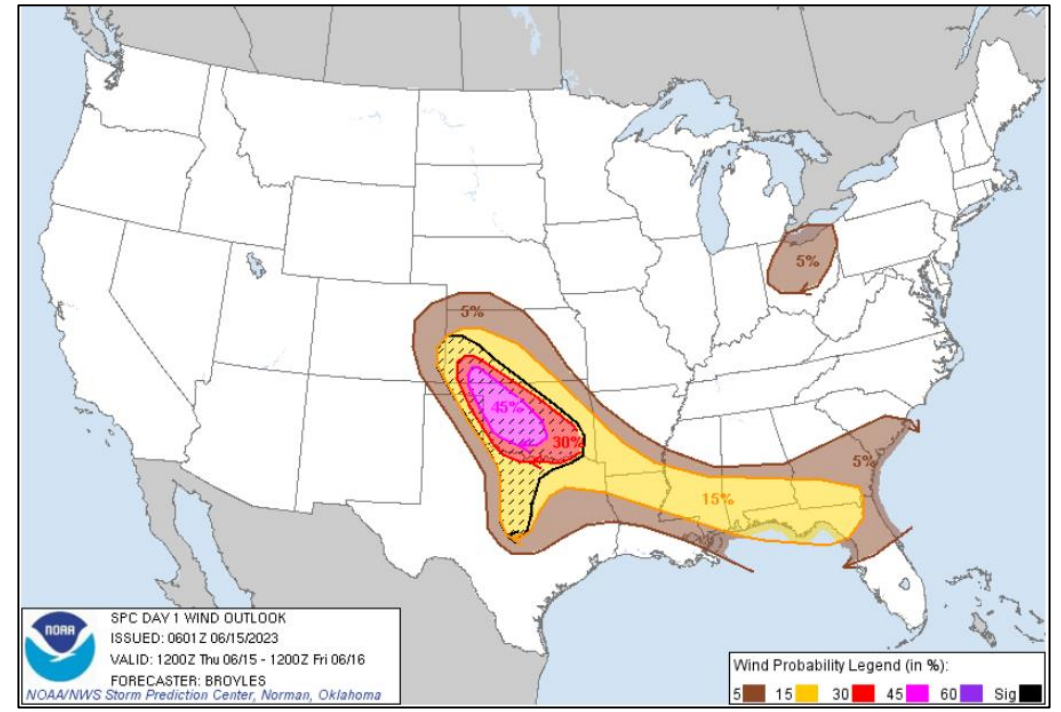 5%
5%
45%
30%
5%
15%
NOAA
SPC DAY 1 WIND OUTLOOK
ISSUED: 0601Z 06/15/2023
VALID: 1200Z Thu 06/15 - 1200Z Fri 06/16
FORECASTER: BROYLES
NOAA/NWS Storm Prediction Center, Norman, Oklahoma
Wind Probability Legend (in %):
5 15 30 45 60 Sig